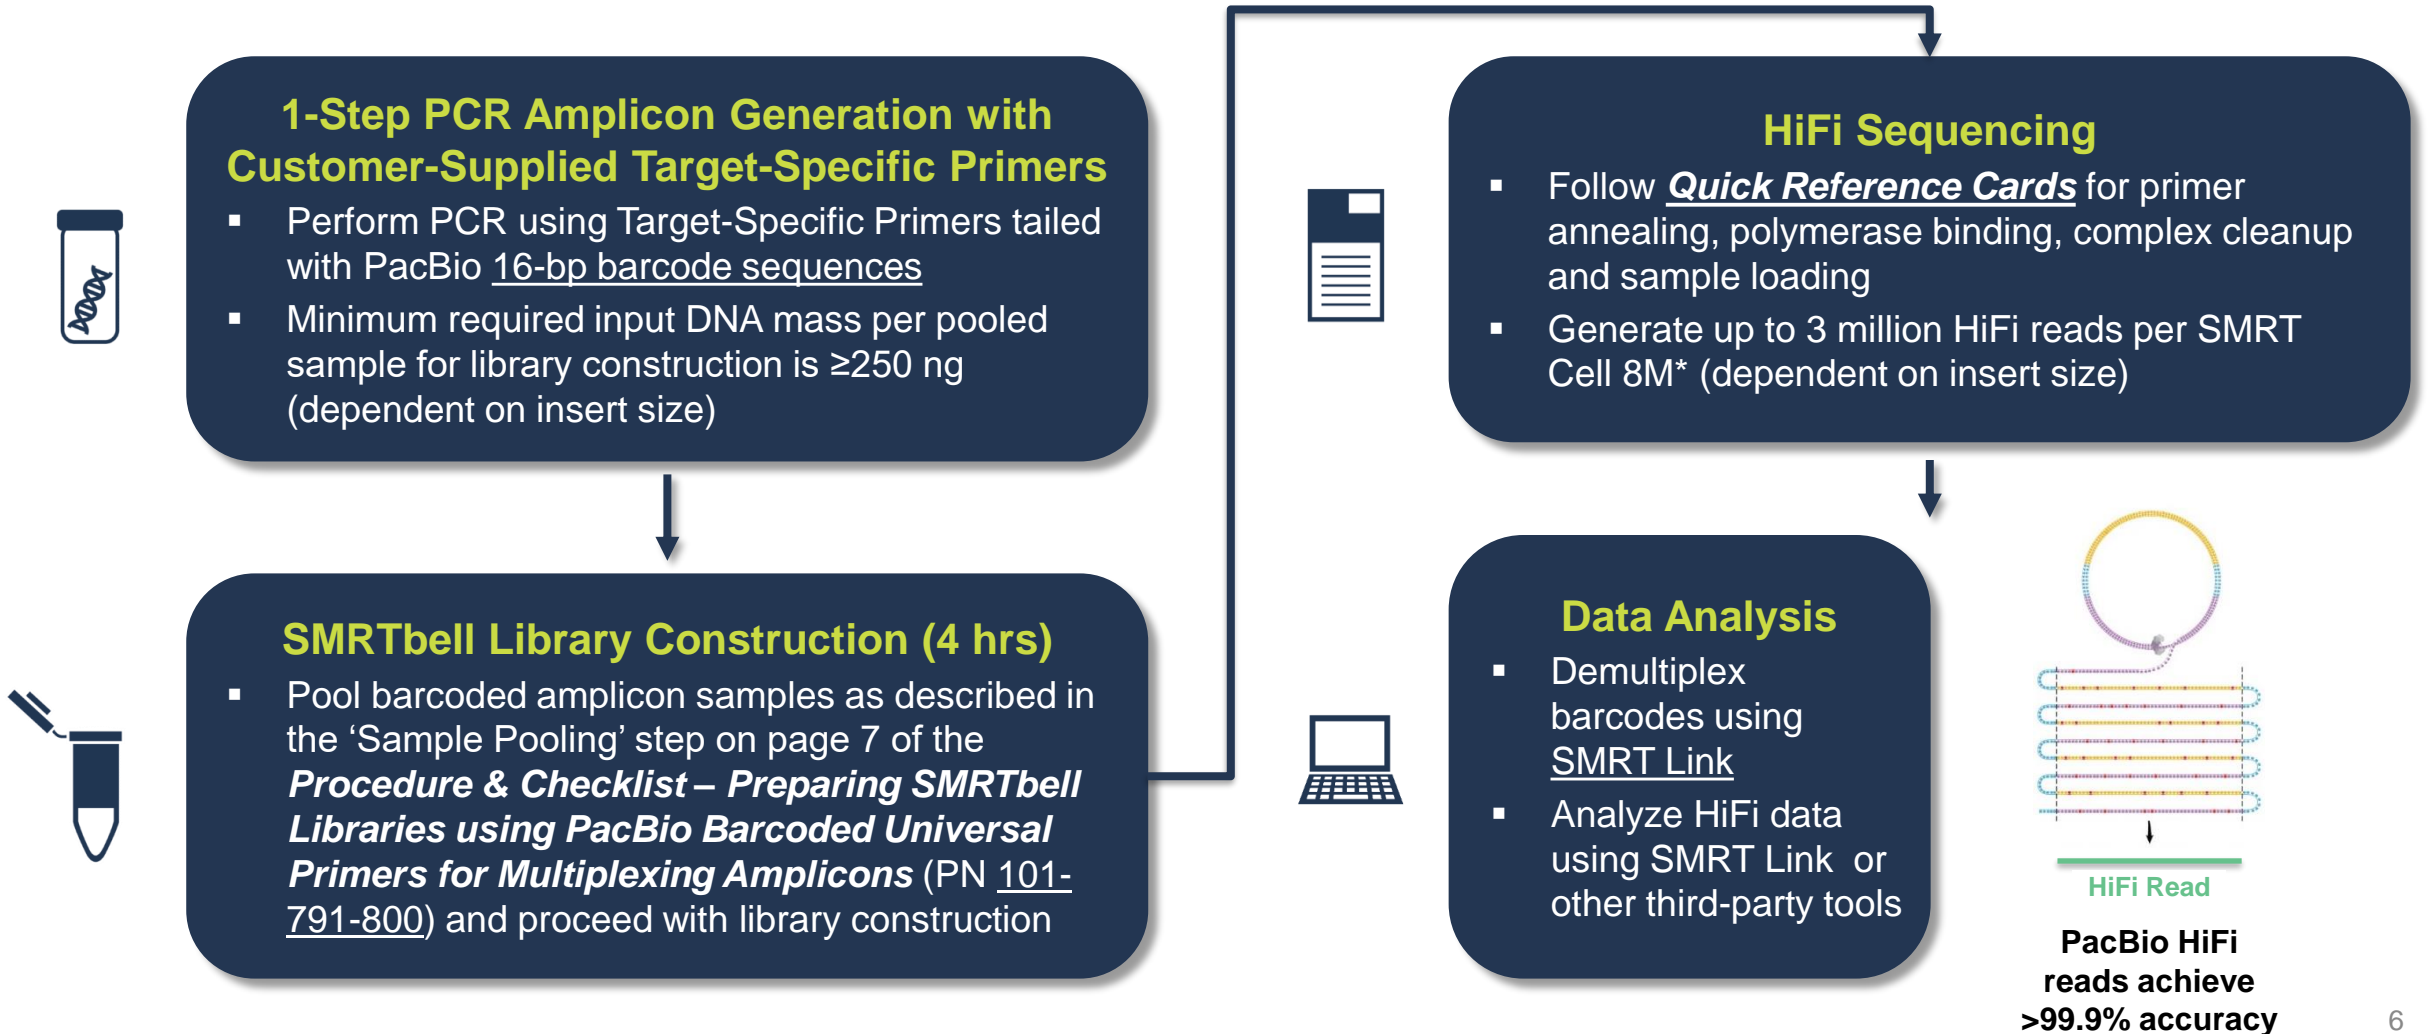 1-Step PCR Amplicon Generation with
Customer-Supplied Target-Specific Primers
▪ Perform PCR using Target-Specific Primers tailed
with PacBio 16-bp barcode sequences
▪ Minimum required input DNA mass per pooled
sample for library construction is ≥250 ng
(dependent on insert size)
SMRTbell Library Construction (4 hrs)
▪ Pool barcoded amplicon samples as described in
the ‘Sample Pooling’ step on page 7 of the
Procedure & Checklist – Preparing SMRTbell
Libraries using PacBio Barcoded Universal
Primers for Multiplexing Amplicons (PN 101-
791-800) and proceed with library construction
HiFi Sequencing
▪ Follow Quick Reference Cards for primer
annealing, polymerase binding, complex cleanup
and sample loading
▪ Generate up to 3 million HiFi reads per SMRT
Cell 8M* (dependent on insert size)
Data Analysis
▪ Demultiplex
barcodes using
SMRT Link
▪ Analyze HiFi data
using SMRT Link or
other third-party tools
HiFi Read
PacBio HiFi
reads achieve
>99.9% accuracy
6